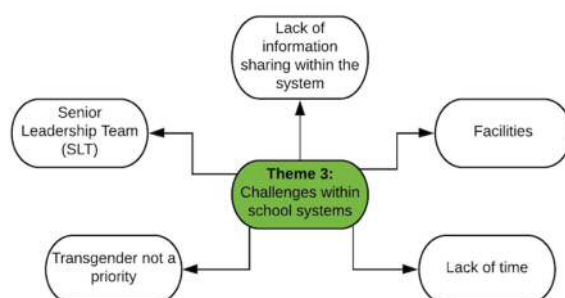 Lack of
information
sharing within the
system
Senior
Leadership Team
(SLT)
Facilities
Theme 3:
Challenges within
school systems
Transgender not a
priority
Lack of time